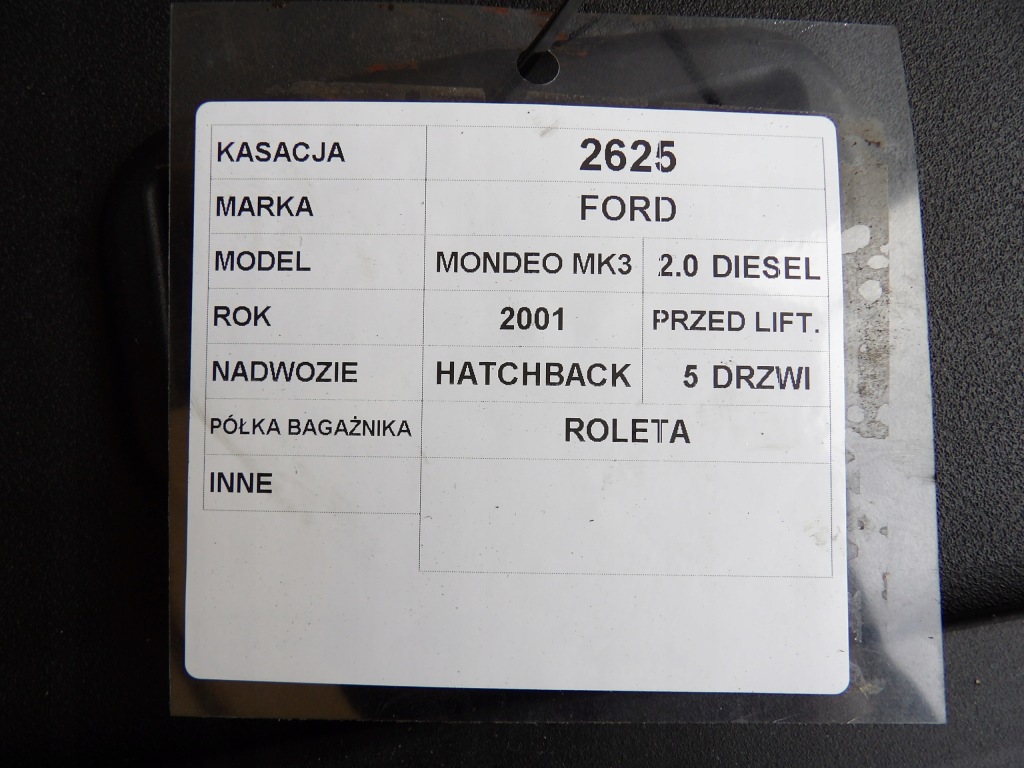 KASACJA 2625
MARKA FORD
MODEL MONDEO MK3 2.0 DIESEL
ROK 2001 PRZED LIFT.
NADWOZIE HATCHBACK 5 DRZWI
PÓŁKA BAGAŻNIKA ROLETA
INNE